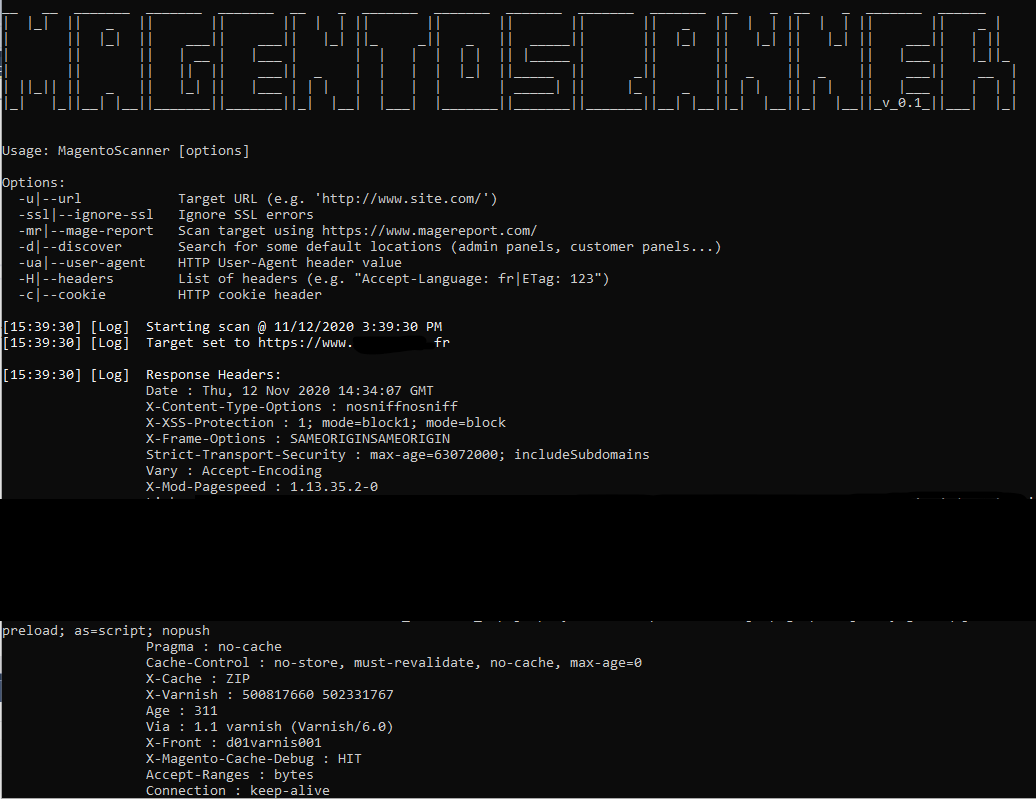 MAGENTOSCANNER
v_0.1
Usage: MagentoScanner [options]
Options:
-u|--url Target URL (e.g. 'http://www.site.com/')
-ssl|--ignore-ssl Ignore SSL errors
-mr|--mage-report Scan target using https://www.magereport.com/
-d|--discover Search for some default locations (admin panels, customer panels...)
-ua|--user-agent HTTP User-Agent header value
-H|--headers List of headers (e.g. "Accept-Language: fr|ETag: 123")
-c|--cookie HTTP cookie header
[15:39:30] [Log] Starting scan @ 11/12/2020 3:39:30 PM
[15:39:30] [Log] Target set to https://www. fr
[15:39:30] [Log] Response Headers:
Date : Thu, 12 Nov 2020 14:34:07 GMT
X-Content-Type-Options : nosniffnosniff
X-XSS-Protection : 1; mode=block1; mode=block
X-Frame-Options : SAMEORIGINSAMEORIGIN
Strict-Transport-Security : max-age=63072000; includeSubdomains
Vary : Accept-Encoding
X-Mod-Pagespeed : 1.13.35.2-0
preload; as=script; nopush
Pragma : no-cache
Cache-Control : no-store, must-revalidate, no-cache, max-age=0
X-Cache : ZIP
X-Varnish : 500817660 502331767
Age : 311
Via : 1.1 varnish (Varnish/6.0)
X-Front : d01varnis001
X-Magento-Cache-Debug : HIT
Accept-Ranges : bytes
Connection : keep-alive